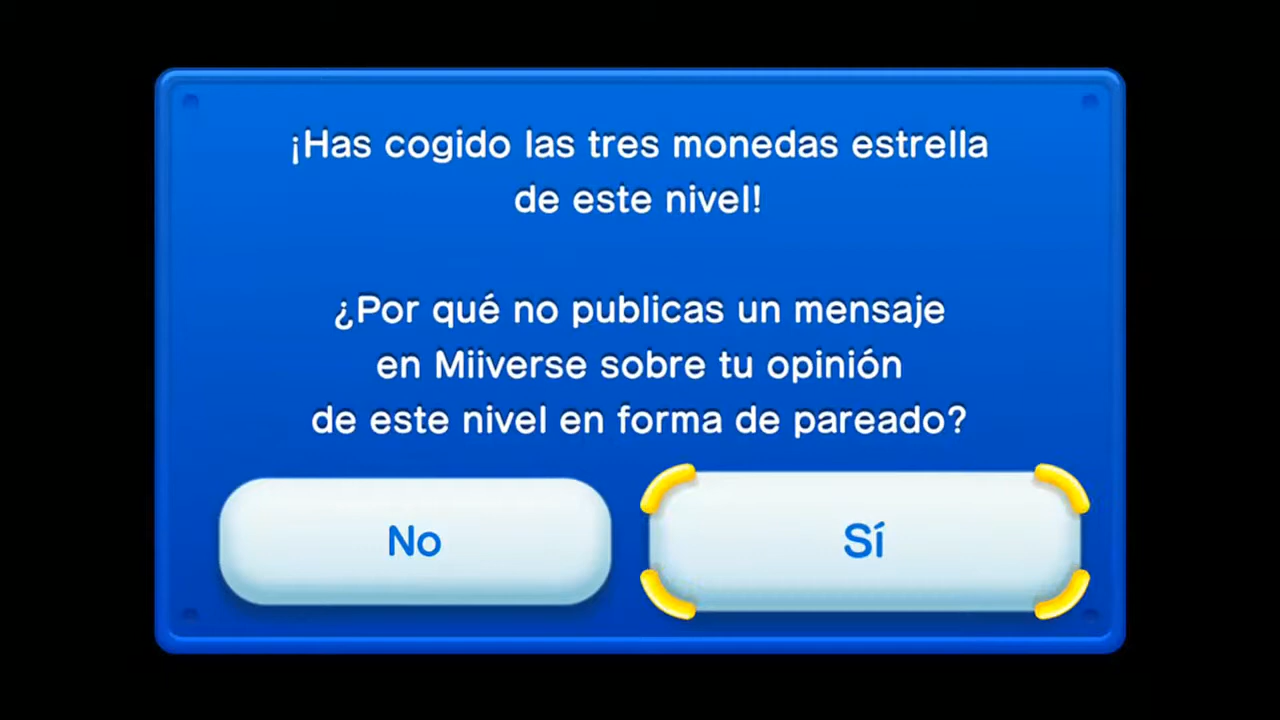 ¡Has cogido las tres monedas estrella
de este nivel!
¿Por qué no publicas un mensaje
en Miiverse sobre tu opinión
de este nivel en forma de pareado?
No
Sí